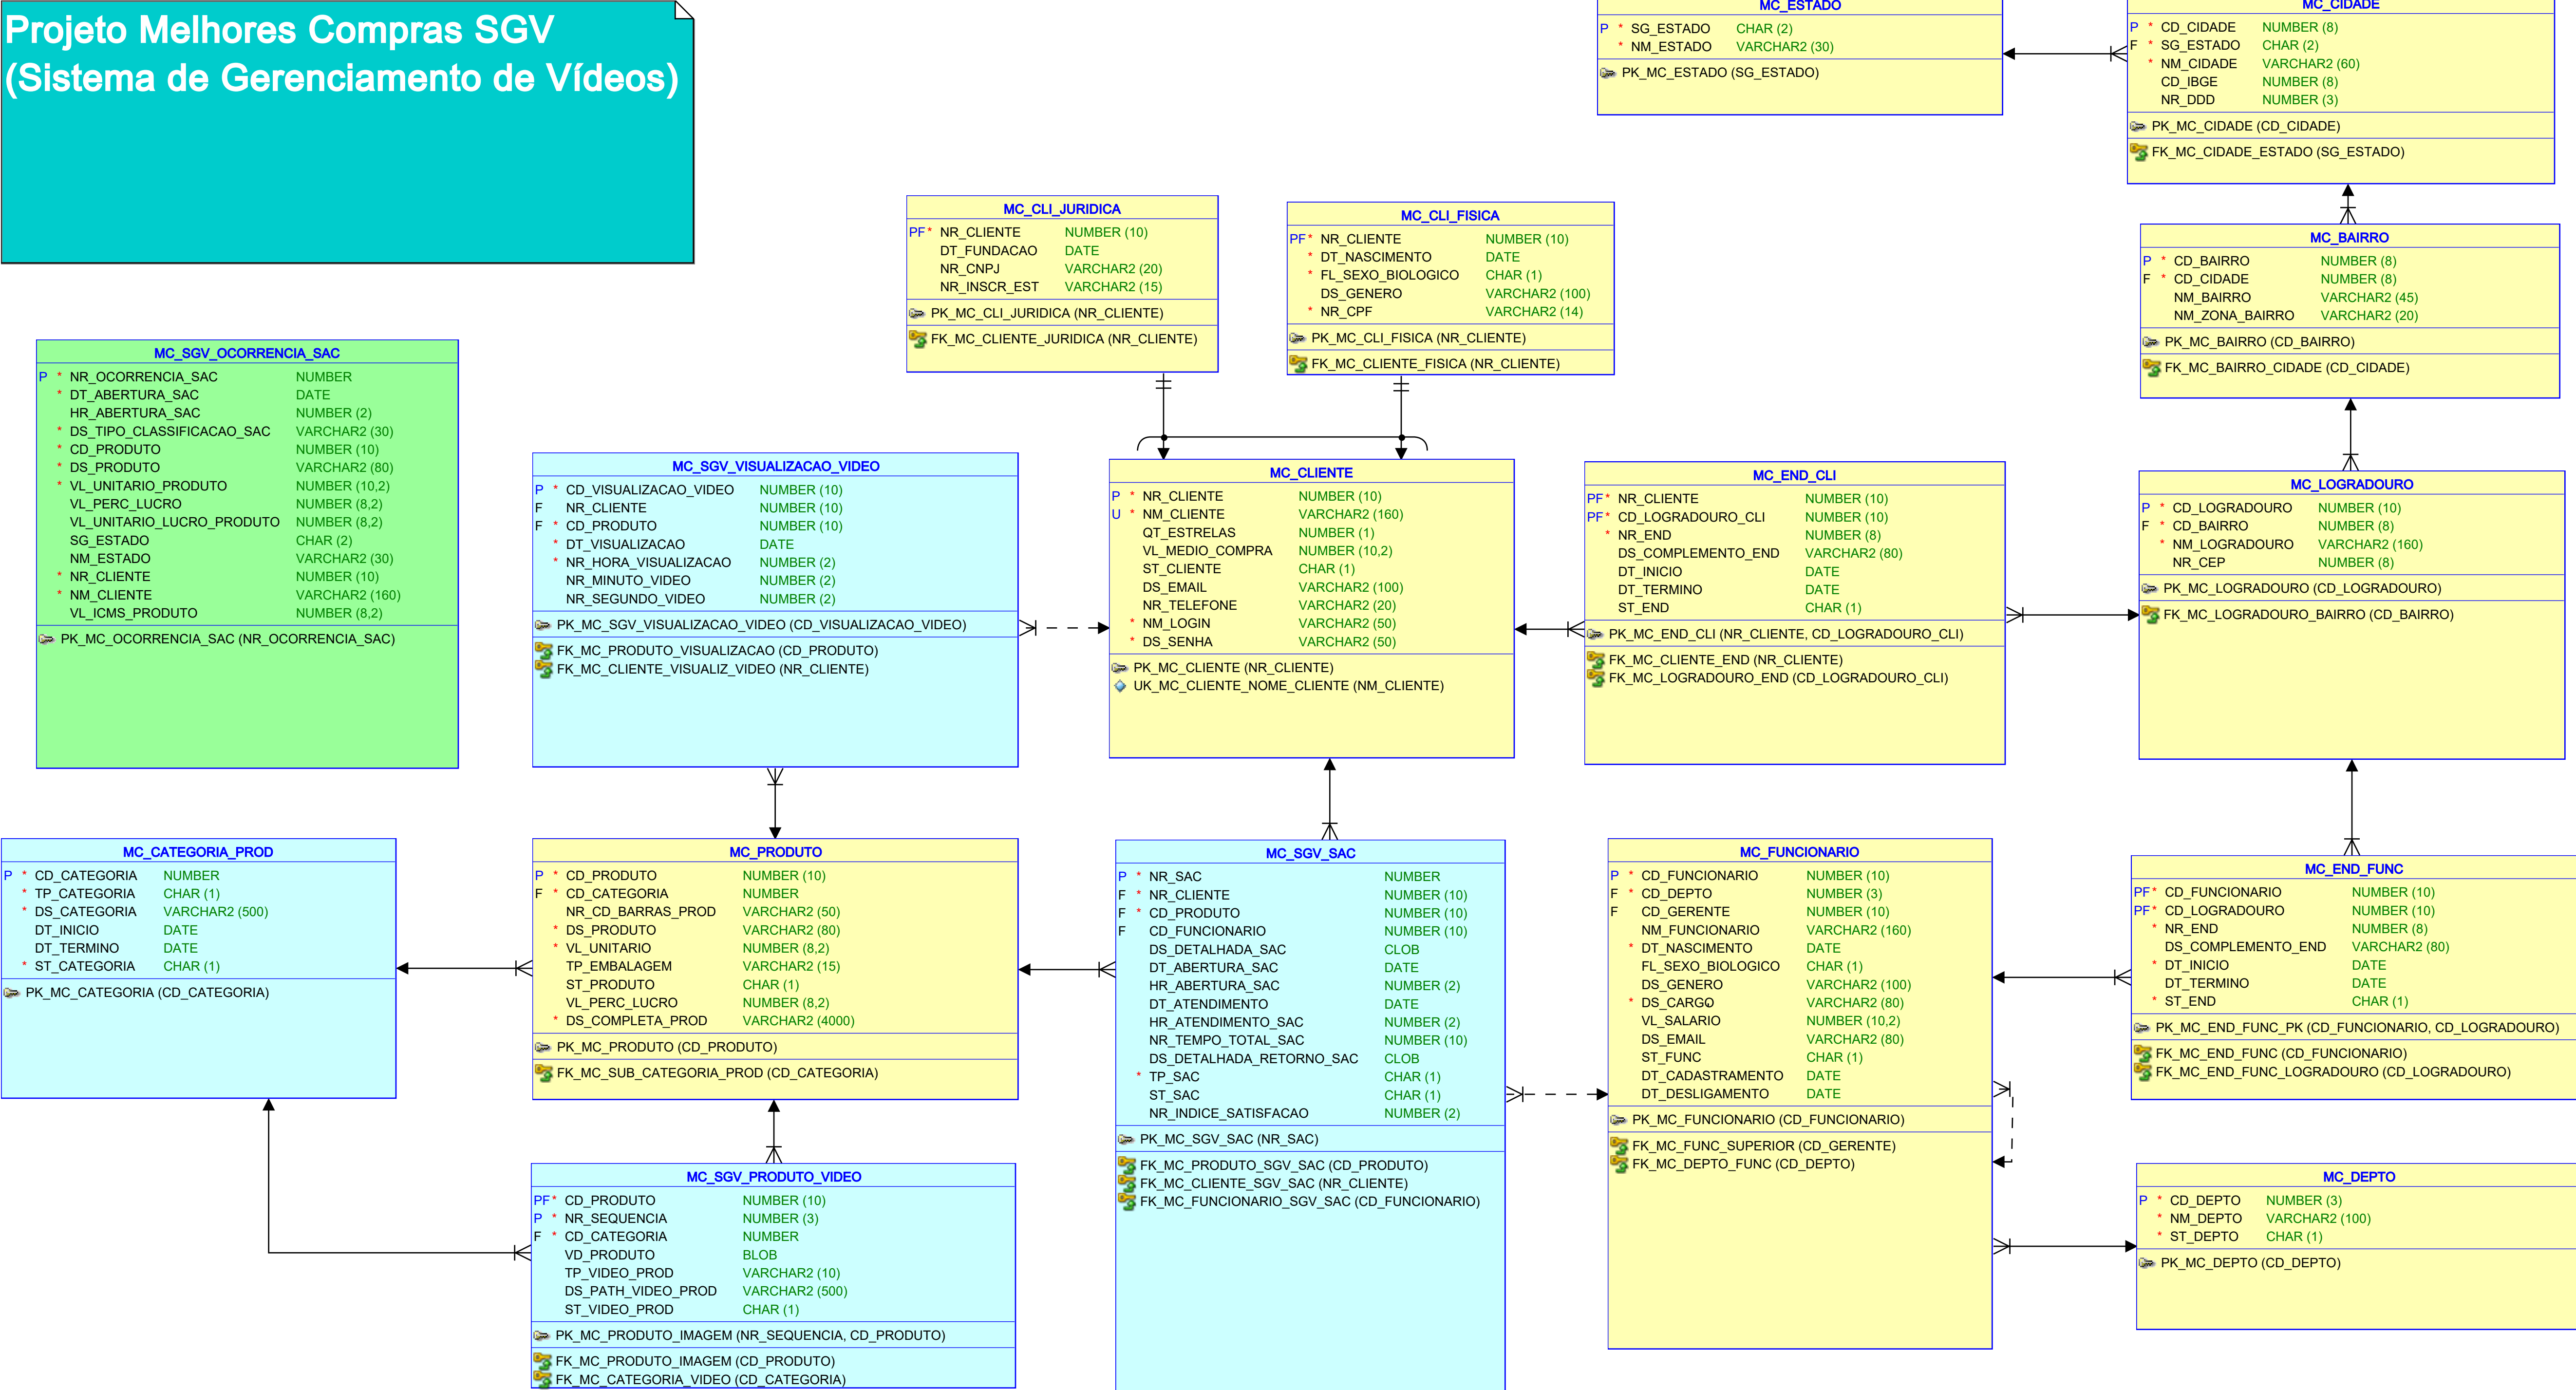 Projeto Melhores Compras SGV
(Sistema de Gerenciamento de Vídeos)
MC_ESTADO
P * SG_ESTADO CHAR (2)
* NM_ESTADO VARCHAR2 (30)
PK_MC_ESTADO (SG_ESTADO)
MC_CIDADE
P * CD_CIDADE NUMBER (8)
F * SG_ESTADO CHAR (2)
* NM_CIDADE VARCHAR2 (60)
CD_IBGE NUMBER (8)
NR_DDD NUMBER (3)
PK_MC_CIDADE (CD_CIDADE)
FK_MC_CIDADE_ESTADO (SG_ESTADO)
MC_CLI_JURIDICA
PF* NR_CLIENTE NUMBER (10)
DT_FUNDACAO DATE
NR_CNPJ VARCHAR2 (20)
NR_INSCR_EST VARCHAR2 (15)
PK_MC_CLI_JURIDICA (NR_CLIENTE)
FK_MC_CLIENTE_JURIDICA (NR_CLIENTE)
MC_CLI_FISICA
PF* NR_CLIENTE NUMBER (10)
* DT_NASCIMENTO DATE
* FL_SEXO_BIOLOGICO CHAR (1)
DS_GENERO VARCHAR2 (100)
* NR_CPF VARCHAR2 (14)
PK_MC_CLI_FISICA (NR_CLIENTE)
FK_MC_CLIENTE_FISICA (NR_CLIENTE)
MC_BAIRRO
P * CD_BAIRRO NUMBER (8)
F * CD_CIDADE NUMBER (8)
NM_BAIRRO VARCHAR2 (45)
NM_ZONA_BAIRRO VARCHAR2 (20)
PK_MC_BAIRRO (CD_BAIRRO)
FK_MC_BAIRRO_CIDADE (CD_CIDADE)
MC_SGV_OCORRENCIA_SAC
P * NR_OCORRENCIA_SAC NUMBER
* DT_ABERTURA_SAC DATE
HR_ABERTURA_SAC NUMBER (2)
* DS_TIPO_CLASSIFICACAO_SAC VARCHAR2 (30)
* CD_PRODUTO NUMBER (10)
* DS_PRODUTO VARCHAR2 (80)
* VL_UNITARIO_PRODUTO NUMBER (10,2)
VL_PERC_LUCRO NUMBER (8,2)
VL_UNITARIO_LUCRO_PRODUTO NUMBER (8,2)
SG_ESTADO CHAR (2)
NM_ESTADO VARCHAR2 (30)
* NR_CLIENTE NUMBER (10)
* NM_CLIENTE VARCHAR2 (160)
VL_ICMS_PRODUTO NUMBER (8,2)
PK_MC_OCORRENCIA_SAC (NR_OCORRENCIA_SAC)
MC_SGV_VISUALIZACAO_VIDEO
P * CD_VISUALIZACAO_VIDEO NUMBER (10)
F NR_CLIENTE NUMBER (10)
F * CD_PRODUTO NUMBER (10)
* DT_VISUALIZACAO DATE
* NR_HORA_VISUALIZACAO NUMBER (2)
NR_MINUTO_VIDEO NUMBER (2)
NR_SEGUNDO_VIDEO NUMBER (2)
PK_MC_SGV_VISUALIZACAO_VIDEO (CD_VISUALIZACAO_VIDEO)
FK_MC_PRODUTO_VISUALIZACAO (CD_PRODUTO)
FK_MC_CLIENTE_VISUALIZ_VIDEO (NR_CLIENTE)
MC_CLIENTE
P * NR_CLIENTE NUMBER (10)
U * NM_CLIENTE VARCHAR2 (160)
QT_ESTRELAS NUMBER (1)
VL_MEDIO_COMPRA NUMBER (10,2)
ST_CLIENTE CHAR (1)
DS_EMAIL VARCHAR2 (100)
NR_TELEFONE VARCHAR2 (20)
* NM_LOGIN VARCHAR2 (50)
* DS_SENHA VARCHAR2 (50)
PK_MC_CLIENTE (NR_CLIENTE)
UK_MC_CLIENTE_NOME_CLIENTE (NM_CLIENTE)
MC_END_CLI
PF* NR_CLIENTE NUMBER (10)
PF* CD_LOGRADOURO_CLI NUMBER (10)
* NR_END NUMBER (8)
DS_COMPLEMENTO_END VARCHAR2 (80)
DT_INICIO DATE
DT_TERMINO DATE
ST_END CHAR (1)
PK_MC_END_CLI (NR_CLIENTE, CD_LOGRADOURO_CLI)
FK_MC_CLIENTE_END (NR_CLIENTE)
FK_MC_LOGRADOURO_END (CD_LOGRADOURO_CLI)
MC_LOGRADOURO
P * CD_LOGRADOURO NUMBER (10)
F * CD_BAIRRO NUMBER (8)
* NM_LOGRADOURO VARCHAR2 (160)
NR_CEP NUMBER (8)
PK_MC_LOGRADOURO (CD_LOGRADOURO)
FK_MC_LOGRADOURO_BAIRRO (CD_BAIRRO)
MC_CATEGORIA_PROD
P * CD_CATEGORIA NUMBER
* TP_CATEGORIA CHAR (1)
* DS_CATEGORIA VARCHAR2 (500)
DT_INICIO DATE
DT_TERMINO DATE
* ST_CATEGORIA CHAR (1)
PK_MC_CATEGORIA (CD_CATEGORIA)
MC_PRODUTO
P * CD_PRODUTO NUMBER (10)
F * CD_CATEGORIA NUMBER
NR_CD_BARRAS_PROD VARCHAR2 (50)
* DS_PRODUTO VARCHAR2 (80)
* VL_UNITARIO NUMBER (8,2)
TP_EMBALAGEM VARCHAR2 (15)
ST_PRODUTO CHAR (1)
VL_PERC_LUCRO NUMBER (8,2)
* DS_COMPLETA_PROD VARCHAR2 (4000)
PK_MC_PRODUTO (CD_PRODUTO)
FK_MC_SUB_CATEGORIA_PROD (CD_CATEGORIA)
MC_SGV_SAC
P * NR_SAC NUMBER
F * NR_CLIENTE NUMBER (10)
F * CD_PRODUTO NUMBER (10)
F CD_FUNCIONARIO NUMBER (10)
DS_DETALHADA_SAC CLOB
DT_ABERTURA_SAC DATE
HR_ABERTURA_SAC NUMBER (2)
DT_ATENDIMENTO DATE
HR_ATENDIMENTO_SAC NUMBER (2)
NR_TEMPO_TOTAL_SAC NUMBER (10)
DS_DETALHADA_RETORNO_SAC CLOB
* TP_SAC CHAR (1)
ST_SAC CHAR (1)
NR_INDICE_SATISFACAO NUMBER (2)
PK_MC_SGV_SAC (NR_SAC)
FK_MC_PRODUTO_SGV_SAC (CD_PRODUTO)
FK_MC_CLIENTE_SGV_SAC (NR_CLIENTE)
FK_MC_FUNCIONARIO_SGV_SAC (CD_FUNCIONARIO)
MC_FUNCIONARIO
P * CD_FUNCIONARIO NUMBER (10)
F * CD_DEPTO NUMBER (3)
F CD_GERENTE NUMBER (10)
NM_FUNCIONARIO VARCHAR2 (160)
* DT_NASCIMENTO DATE
FL_SEXO_BIOLOGICO CHAR (1)
DS_GENERO VARCHAR2 (100)
* DS_CARGO VARCHAR2 (80)
VL_SALARIO NUMBER (10,2)
DS_EMAIL VARCHAR2 (80)
ST_FUNC CHAR (1)
DT_CADASTRAMENTO DATE
DT_DESLIGAMENTO DATE
PK_MC_FUNCIONARIO (CD_FUNCIONARIO)
FK_MC_FUNC_SUPERIOR (CD_GERENTE)
FK_MC_DEPTO_FUNC (CD_DEPTO)
MC_END_FUNC
PF* CD_FUNCIONARIO NUMBER (10)
PF* CD_LOGRADOURO NUMBER (10)
* NR_END NUMBER (8)
DS_COMPLEMENTO_END VARCHAR2 (80)
* DT_INICIO DATE
DT_TERMINO DATE
* ST_END CHAR (1)
PK_MC_END_FUNC_PK (CD_FUNCIONARIO, CD_LOGRADOURO)
FK_MC_END_FUNC (CD_FUNCIONARIO)
FK_MC_END_FUNC_LOGRADOURO (CD_LOGRADOURO)
MC_SGV_PRODUTO_VIDEO
PF* CD_PRODUTO NUMBER (10)
P * NR_SEQUENCIA NUMBER (3)
F * CD_CATEGORIA NUMBER
VD_PRODUTO BLOB
TP_VIDEO_PROD VARCHAR2 (10)
DS_PATH_VIDEO_PROD VARCHAR2 (500)
ST_VIDEO_PROD CHAR (1)
PK_MC_PRODUTO_IMAGEM (NR_SEQUENCIA, CD_PRODUTO)
FK_MC_PRODUTO_IMAGEM (CD_PRODUTO)
FK_MC_CATEGORIA_VIDEO (CD_CATEGORIA)
MC_DEPTO
P * CD_DEPTO NUMBER (3)
* NM_DEPTO VARCHAR2 (100)
* ST_DEPTO CHAR (1)
PK_MC_DEPTO (CD_DEPTO)